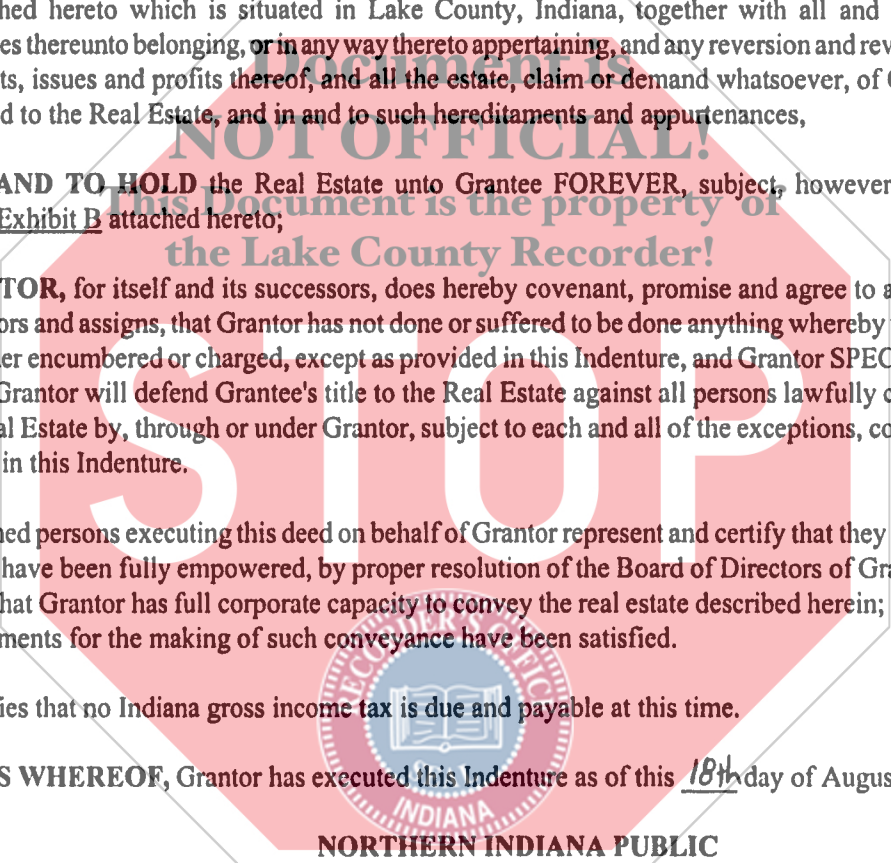 hed hereto which is situated in Lake County, Indiana, together with all and
es thereunto belonging, or in any way thereto appertaining, and any reversion and rev
Document is
ts, issues and profits thereof, and all the estate, claim or demand whatsoever, of
d to the Real Estate, and in and to such hereditaments and appurtenances,
NOT OFFICIAL!
AND TO HOLD the Real Estate unto Grantee FOREVER, subject, however
This Document is the property of
Exhibit B attached hereto;
the Lake County Recorder!
TOR, for itself and its successors, does hereby covenant, promise and agree to a
ors and assigns, that Grantor has not done or suffered to be done anything whereby
er encumbered or charged, except as provided in this Indenture, and Grantor SPEC
Grantor will defend Grantee's title to the Real Estate against all persons lawfully c
al Estate by, through or under Grantor, subject to each and all of the exceptions, co
in this Indenture.
STOP
ned persons executing this deed on behalf of Grantor represent and certify that they
have been fully empowered, by proper resolution of the Board of Directors of Gra
hat Grantor has full corporate capacity to convey the real estate described herein;
ments for the making of such conveyance have been satisfied.
RECORDER'S OFFIC
ies that no Indiana gross income tax is due and payable at this time.
SEAL
S WHEREOF, Grantor has executed this Indenture as of this 18th day of Augus
INDIANA
NORTHERN INDIANA PUBLIC